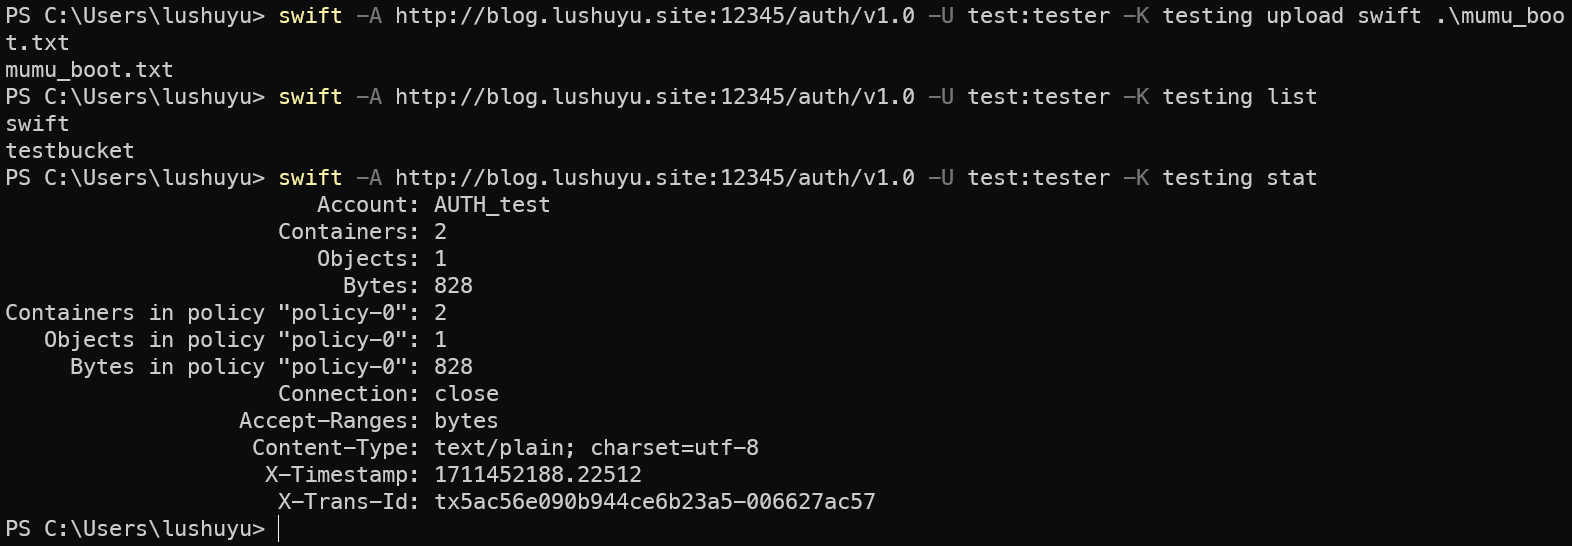 PS C:\Users\lushuyu> swift -A http://blog.lushuyu.site:12345/auth/v1.0 -U test:tester -K testing upload swift .\mumu_boo
t.txt
mumu_boot.txt
PS C:\Users\lushuyu> swift -A http://blog.lushuyu.site:12345/auth/v1.0 -U test:tester -K testing list
swift
testbucket
PS C:\Users\lushuyu> swift -A http://blog.lushuyu.site:12345/auth/v1.0 -U test:tester -K testing stat
Account: AUTH_test
Containers: 2
Objects: 1
Bytes: 828
Containers in policy "policy-0": 2
Objects in policy "policy-0": 1
Bytes in policy "policy-0": 828
Connection: close
Accept-Ranges: bytes
Content-Type: text/plain; charset=utf-8
X-Timestamp: 1711452188.22512
X-Trans-Id: tx5ac56e090b944ce6b23a5-006627ac57
PS C:\Users\lushuyu>